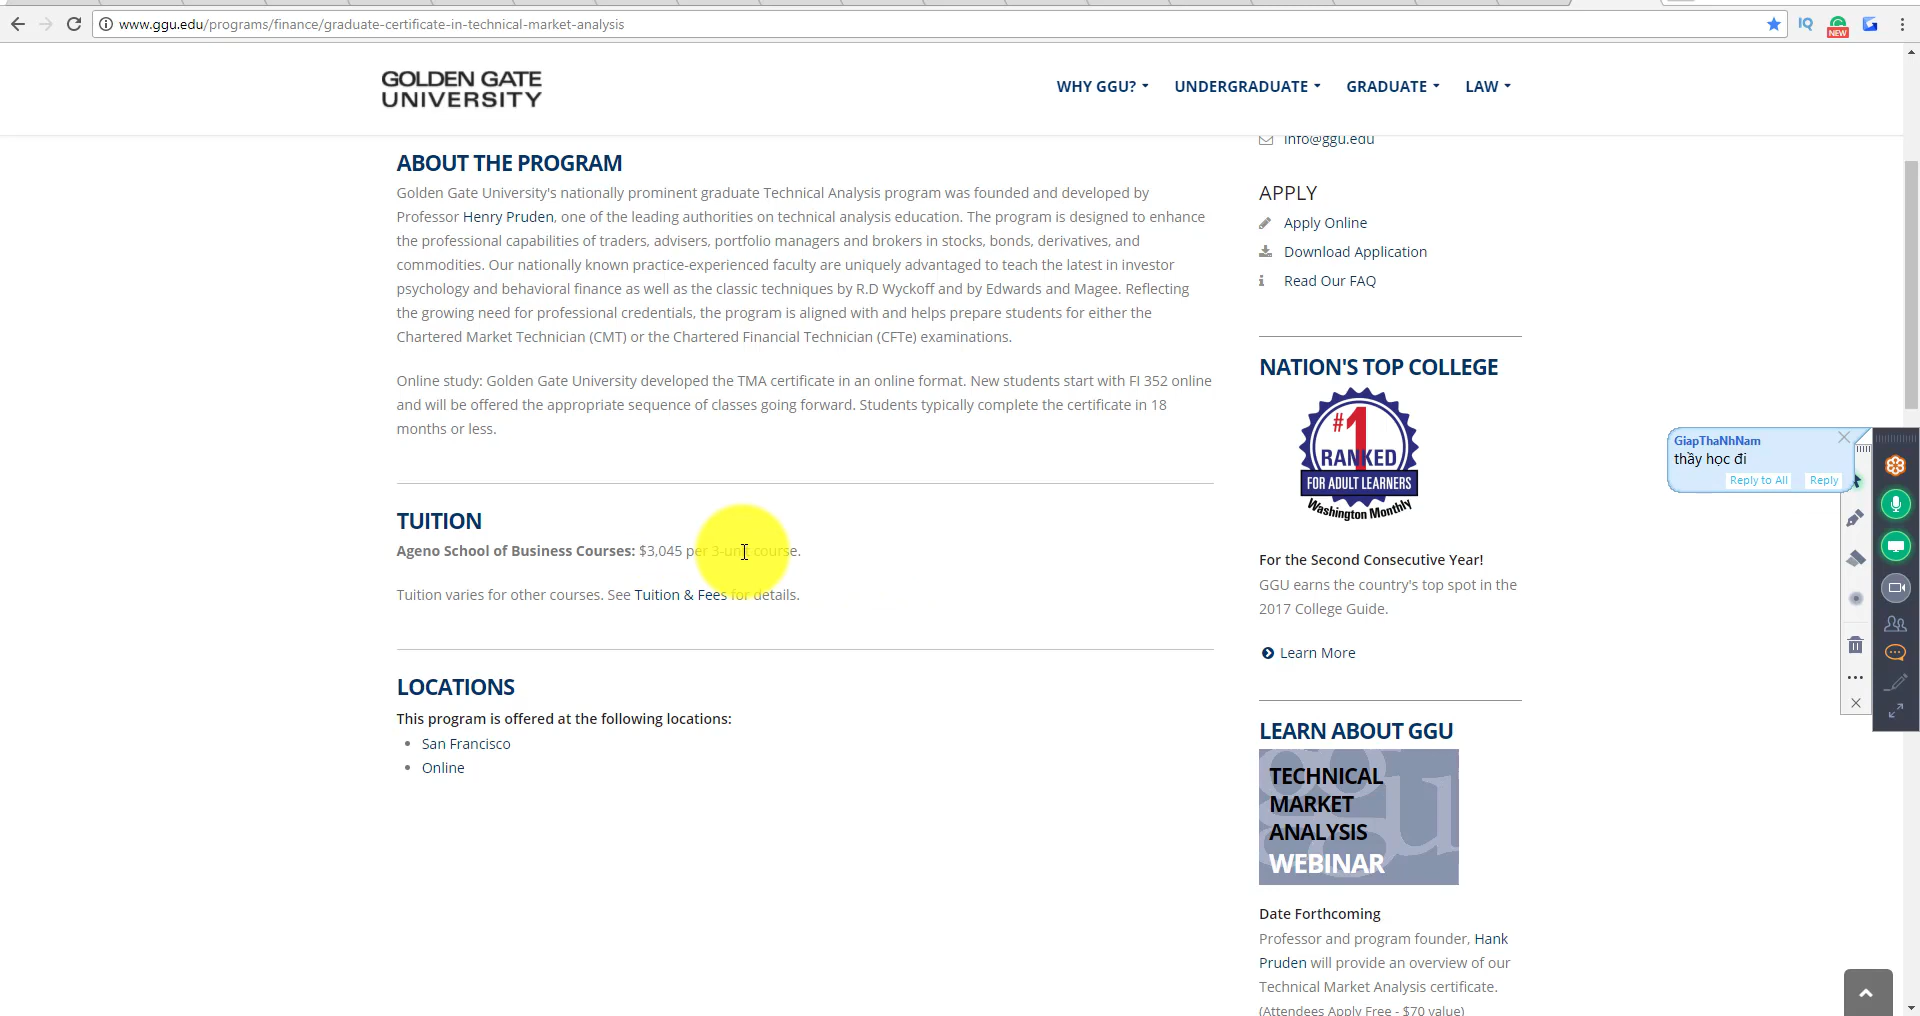 www.ggu.edu/programs/finance/graduate-certificate-in-technical-market-analysis
IQ
NEW
GOLDEN GATE
UNIVERSITY
WHY GGU?
UNDERGRADUATE
GRADUATE
LAW
ABOUT THE PROGRAM
Golden Gate University's nationally prominent graduate Technical Analysis program was founded and developed by
Professor Henry Pruden, one of the leading authorities on technical analysis education. The program is designed to enhance
the professional capabilities of traders, advisers, portfolio managers and brokers in stocks, bonds, derivatives, and
commodities. Our nationally known practice-experienced faculty are uniquely advantaged to teach the latest in investor
psychology and behavioral finance as well as the classic techniques by R.D Wyckoff and by Edwards and Magee. Reflecting
the growing need for professional credentials, the program is aligned with and helps prepare students for either the
Chartered Market Technician (CMT) or the Chartered Financial Technician (CFTe) examinations.
Online study: Golden Gate University developed the TMA certificate in an online format. New students start with FI 352 online
and will be offered the appropriate sequence of classes going forward. Students typically complete the certificate in 18
months or less.
TUITION
Ageno School of Business Courses: $3,045 per 3-unit course.
Tuition varies for other courses. See Tuition & Fees for details.
LOCATIONS
This program is offered at the following locations:
San Francisco
Online
info@ggu.edu
APPLY
Apply Online
Download Application
Read Our FAQ
NATION'S TOP COLLEGE
#1
RANKED
FOR ADULT LEARNERS
Washington Monthly
For the Second Consecutive Year!
GGU earns the country's top spot in the
2017 College Guide.
Learn More
LEARN ABOUT GGU
ggu
TECHNICAL
MARKET
ANALYSIS
WEBINAR
Date Forthcoming
Professor and program founder, Hank
Pruden will provide an overview of our
Technical Market Analysis certificate.
(Attendees Apply Free - $70 value)
GiapThaNhNam
thầy học đi
Reply to All
Reply